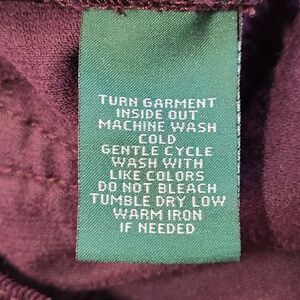 TURN GARMENT
INSIDE OUT
MACHINE WASH
COLD
GENTLE CYCLE
WASH WITH
LIKE COLORS
DO NOT BLEACH
TUMBLE DRY LOW
WARM IRON
IF NEEDED